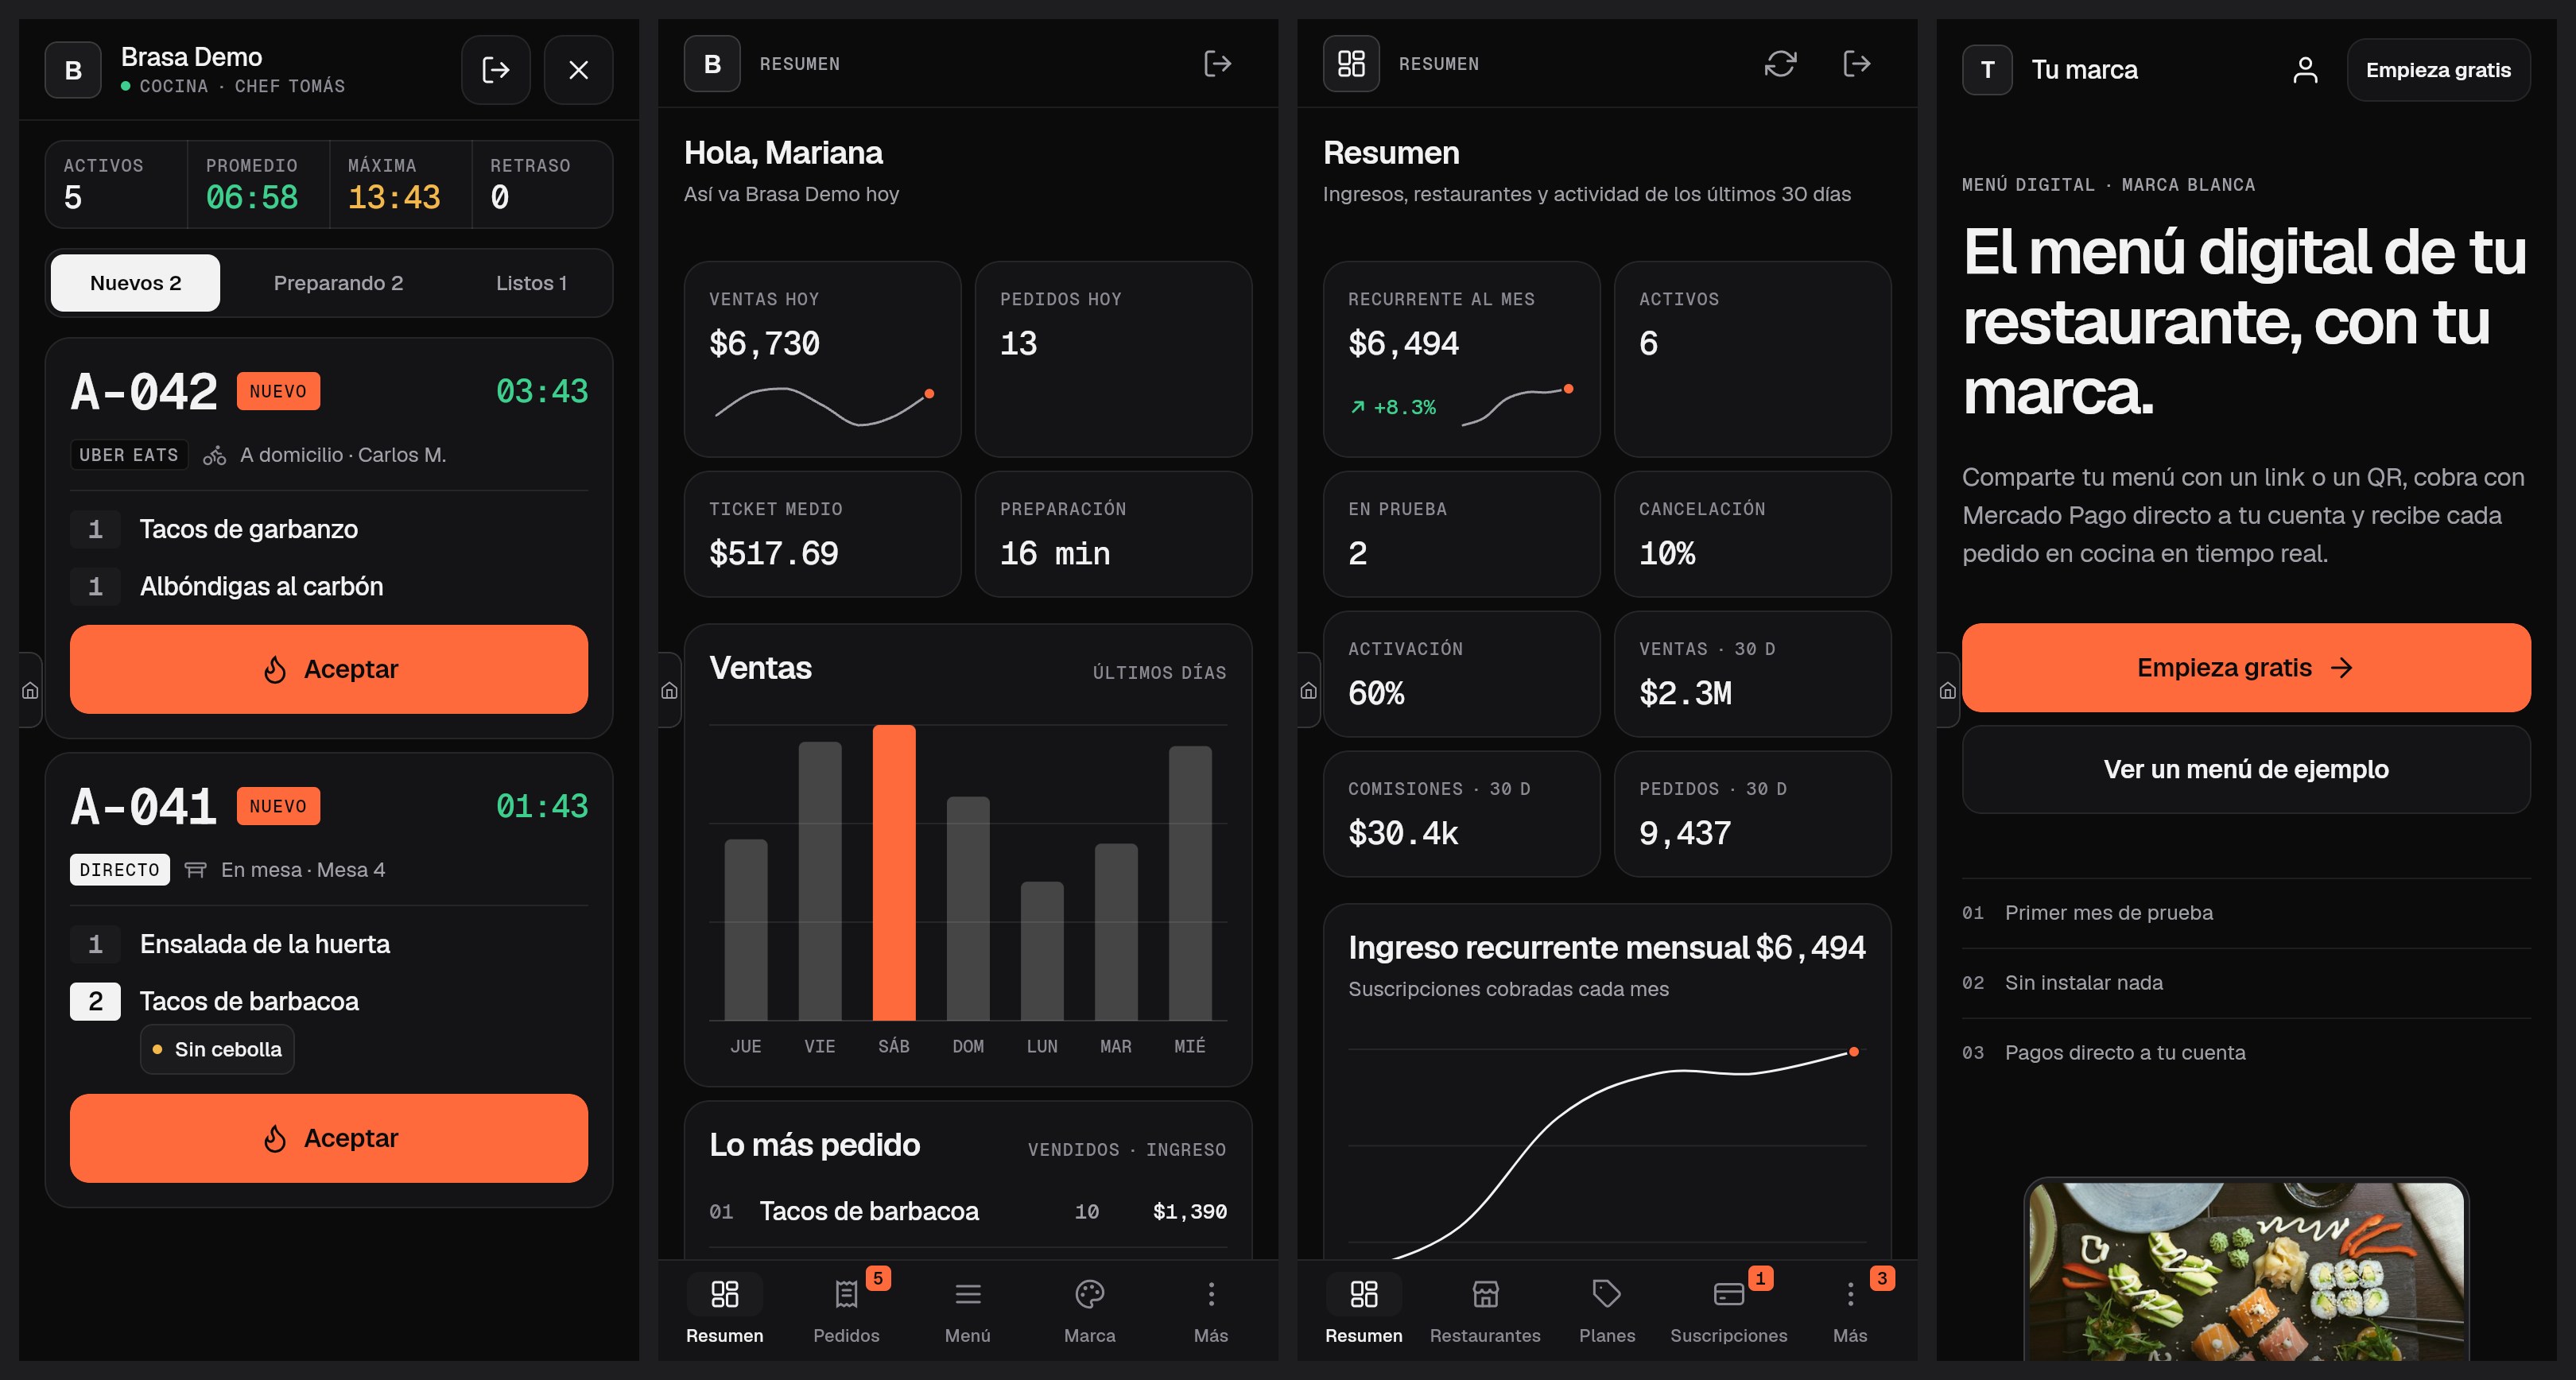 B
Brasa Demo
COCINA · CHEF TOMÁS
ACTIVOS
5
PROMEDIO
06:58
MÁXIMA
13:43
RETRASO
0
Nuevos 2
Preparando 2
Listos 1
A-042
NUEVO
03:43
UBER EATS
A domicilio · Carlos M.
1 Tacos de garbanzo
1 Albóndigas al carbón
Aceptar
A-041
NUEVO
01:43
DIRECTO
En mesa · Mesa 4
1 Ensalada de la huerta
2 Tacos de barbacoa
Sin cebolla
Aceptar
B
RESUMEN
Hola, Mariana
Así va Brasa Demo hoy
VENTAS HOY
$6,730
PEDIDOS HOY
13
TICKET MEDIO
$517.69
PREPARACIÓN
16 min
Ventas
ÚLTIMOS DÍAS
JUE VIE SÁB DOM LUN MAR MIÉ
Lo más pedido
VENDIDOS · INGRESO
01 Tacos de barbacoa 10 $1,390
Resumen
5
Pedidos
Menú
Marca
Más
RESUMEN
Resumen
Ingresos, restaurantes y actividad de los últimos 30 días
RECURRENTE AL MES
$6,494
+8.3%
ACTIVOS
6
EN PRUEBA
2
CANCELACIÓN
10%
ACTIVACIÓN
60%
VENTAS · 30 D
$2.3M
COMISIONES · 30 D
$30.4k
PEDIDOS · 30 D
9,437
Ingreso recurrente mensual $6,494
Suscripciones cobradas cada mes
Resumen
Restaurantes
Planes
1
Suscripciones
3
Más
T
Tu marca
Empieza gratis
MENÚ DIGITAL · MARCA BLANCA
El menú digital de tu
restaurante, con tu
marca.
Comparte tu menú con un link o un QR, cobra con
Mercado Pago directo a tu cuenta y recibe cada
pedido en cocina en tiempo real.
Empieza gratis
Ver un menú de ejemplo
01 Primer mes de prueba
02 Sin instalar nada
03 Pagos directo a tu cuenta